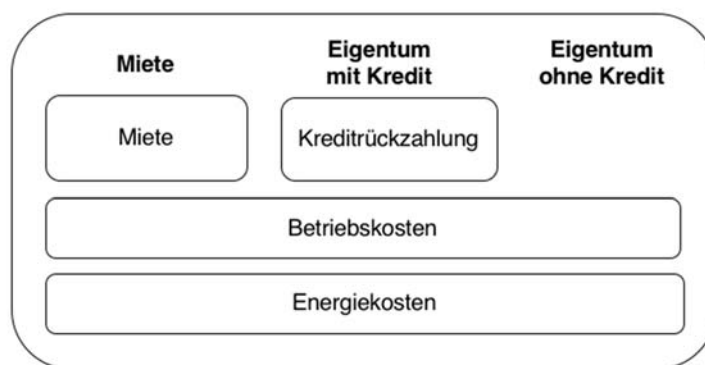 Miete
Eigentum
mit Kredit
Eigentum
ohne Kredit
Miete
Kreditrückzahlung
Betriebskosten
Energiekosten